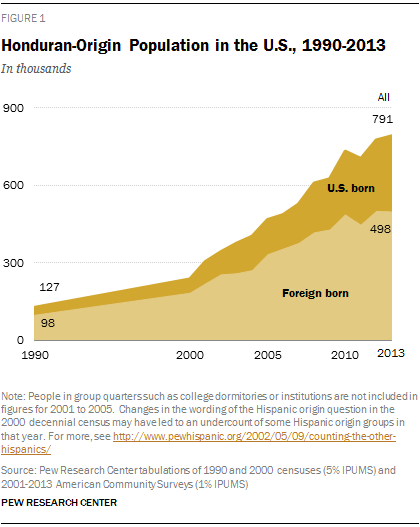 FIGURE 1
Honduran-Origin Population in the U.S., 1990-2013
In thousands
All
900
791
600
U.S. born
498
300
127
Foreign born
98
0
1990
2000
2005
2010
2013
Note: People in group quarters such as college dormitories or institutions are not included in
figures for 2001 to 2005. Changes in the wording of the Hispanic origin question in the
2000 decennial census may have led to an undercount of some Hispanic origin groups in
that year. For more, see http://www.pewhispanic.org/2002/05/09/counting-the-other-
hispanics/
Source: Pew Research Center tabulations of 1990 and 2000 censuses (5% IPUMS) and
2001-2013 American Community Surveys (1% IPUMS)
PEW RESEARCH CENTER